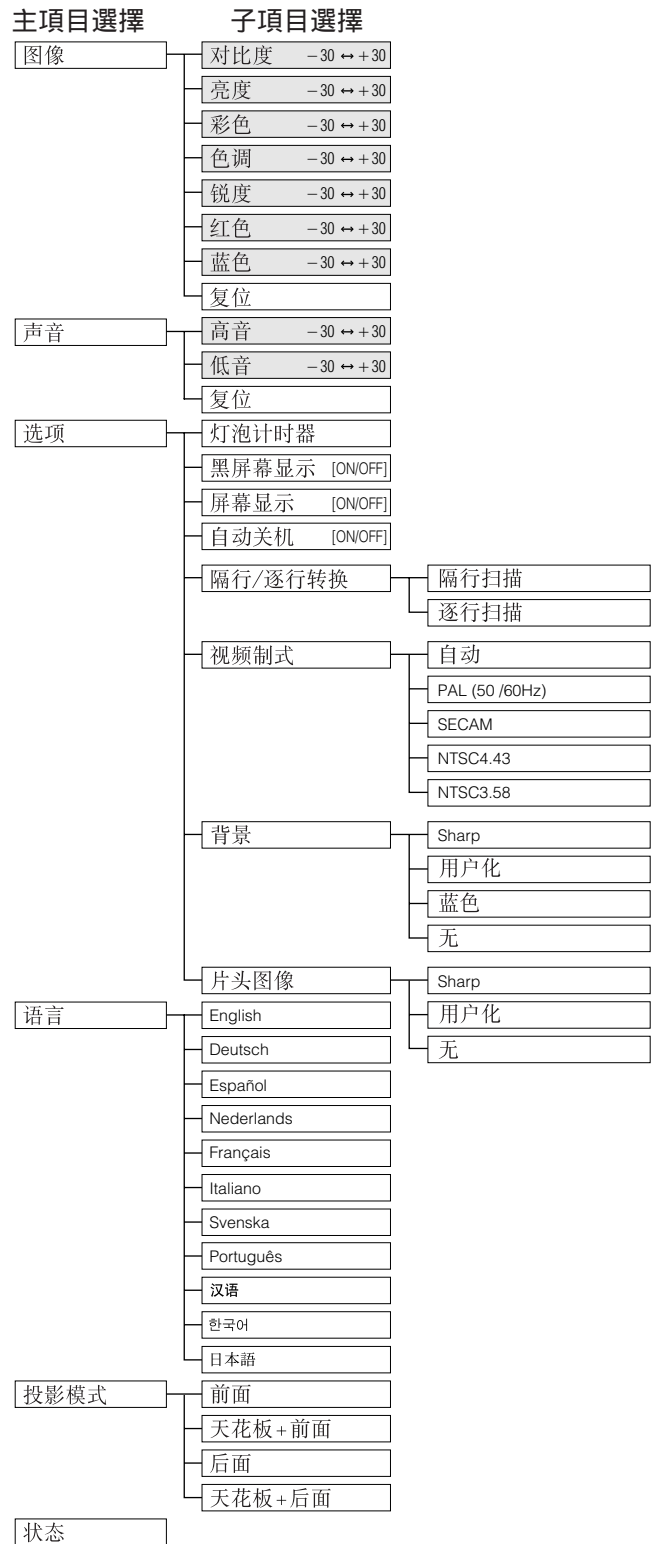 主項目選擇 子項目選擇
图像 对比度 −30 ↔ +30
亮度 −30 ↔ +30
彩色 −30 ↔ +30
色调 −30 ↔ +30
锐度 −30 ↔ +30
红色 −30 ↔ +30
蓝色 −30 ↔ +30
复位
声音 高音 −30 ↔ +30
低音 −30 ↔ +30
复位
选项 灯泡计时器
黑屏幕显示 [ON/OFF]
屏幕显示 [ON/OFF]
自动关机 [ON/OFF]
隔行/逐行转换 隔行扫描
逐行扫描
视频制式 自动
PAL (50 /60Hz)
SECAM
NTSC4.43
NTSC3.58
背景 Sharp
用户化
蓝色
无
片头图像 Sharp
语言 English 用户化
Deutsch 无
Español
Nederlands
Français
Italiano
Svenska
Português
汉语
한국어
日本語
投影模式 前面
天花板+前面
后面
天花板+后面
状态